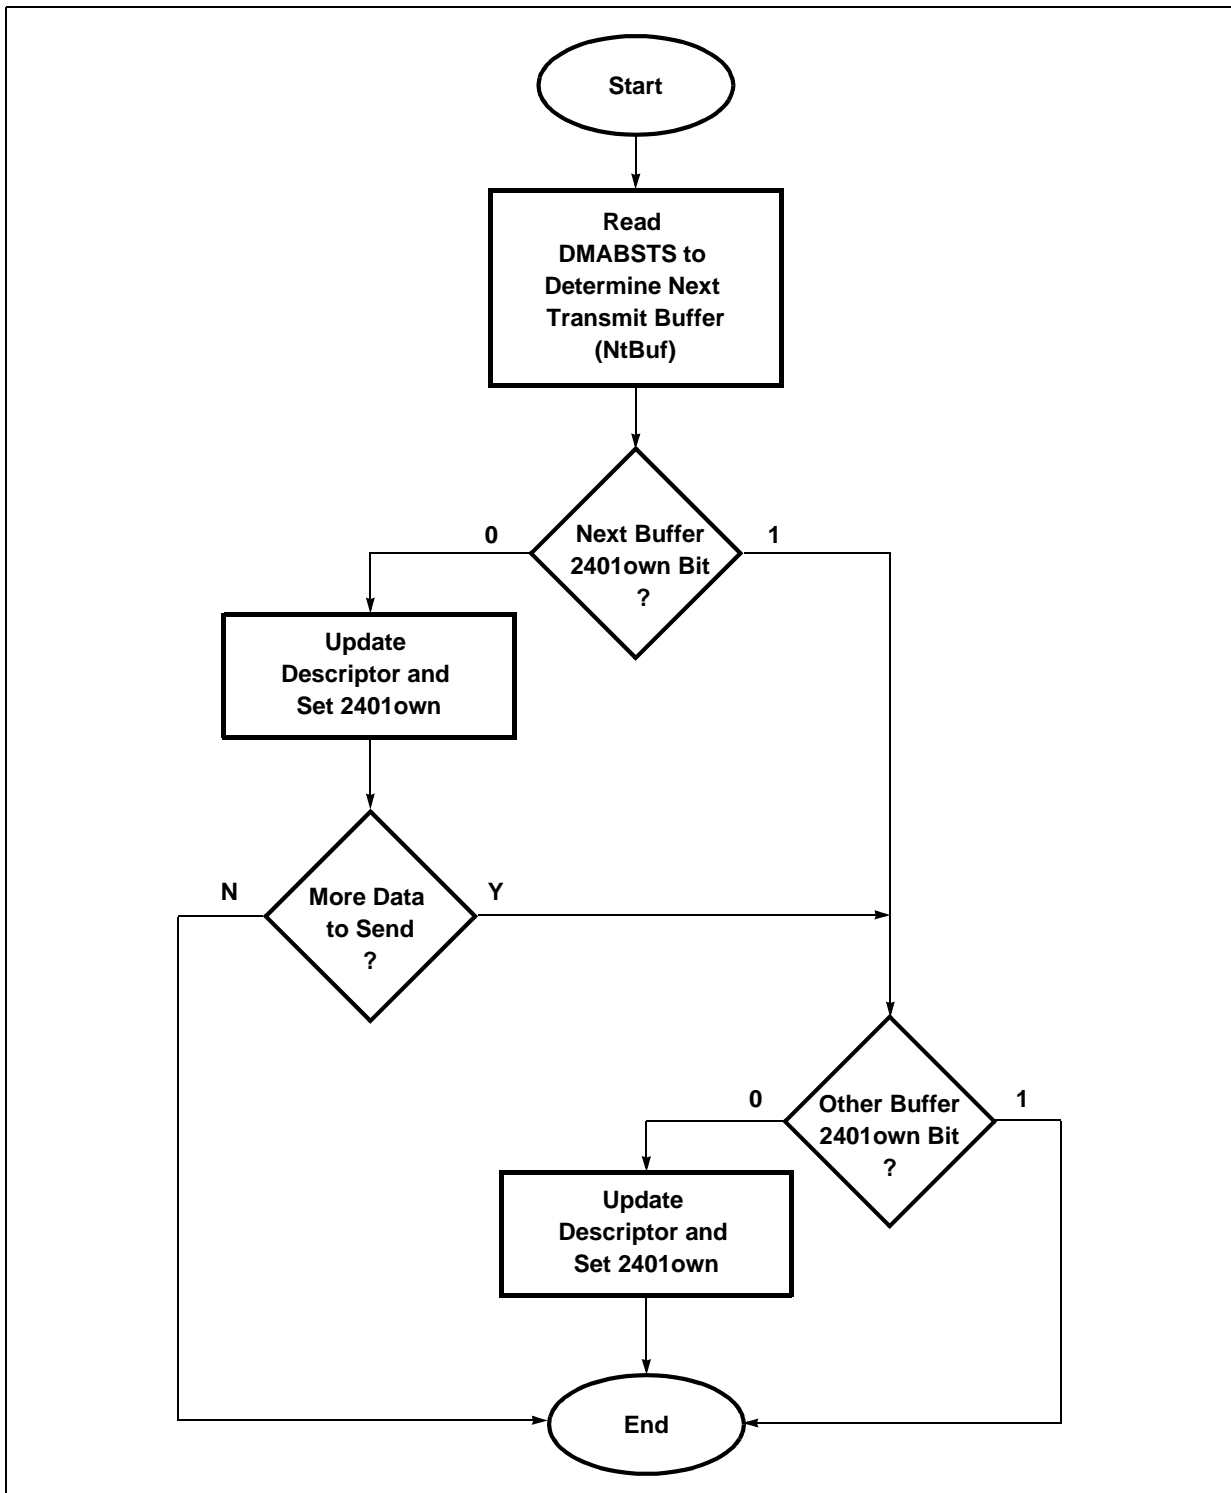 Start
Read
DMABSTS to
Determine Next
Transmit Buffer
(NtBuf)
0
Next Buffer
2401own Bit
?
1
Update
Descriptor and
Set 2401own
N
More Data
to Send
?
Y
0
Other Buffer
2401own Bit
?
1
Update
Descriptor and
Set 2401own
End